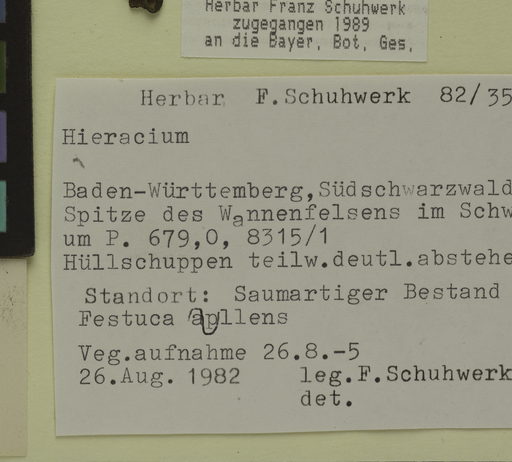 Herbar Franz Schuhwerk
zugegangen 1989
an die Bayer. Bot. Ges.
Herbar F.Schuhwerk 82/35
Hieracium
Baden-Württemberg,Südschwarzwald
Spitze des Wannenfelsens im Schw
um P. 679,0, 8315/1
Hüllschuppen teilw.deutl.abstehe
Standort: Saumartiger Bestand
Festuca apllens
Veg.aufnahme 26.8.-5
26.Aug. 1982 leg.F.Schuhwerk
det.